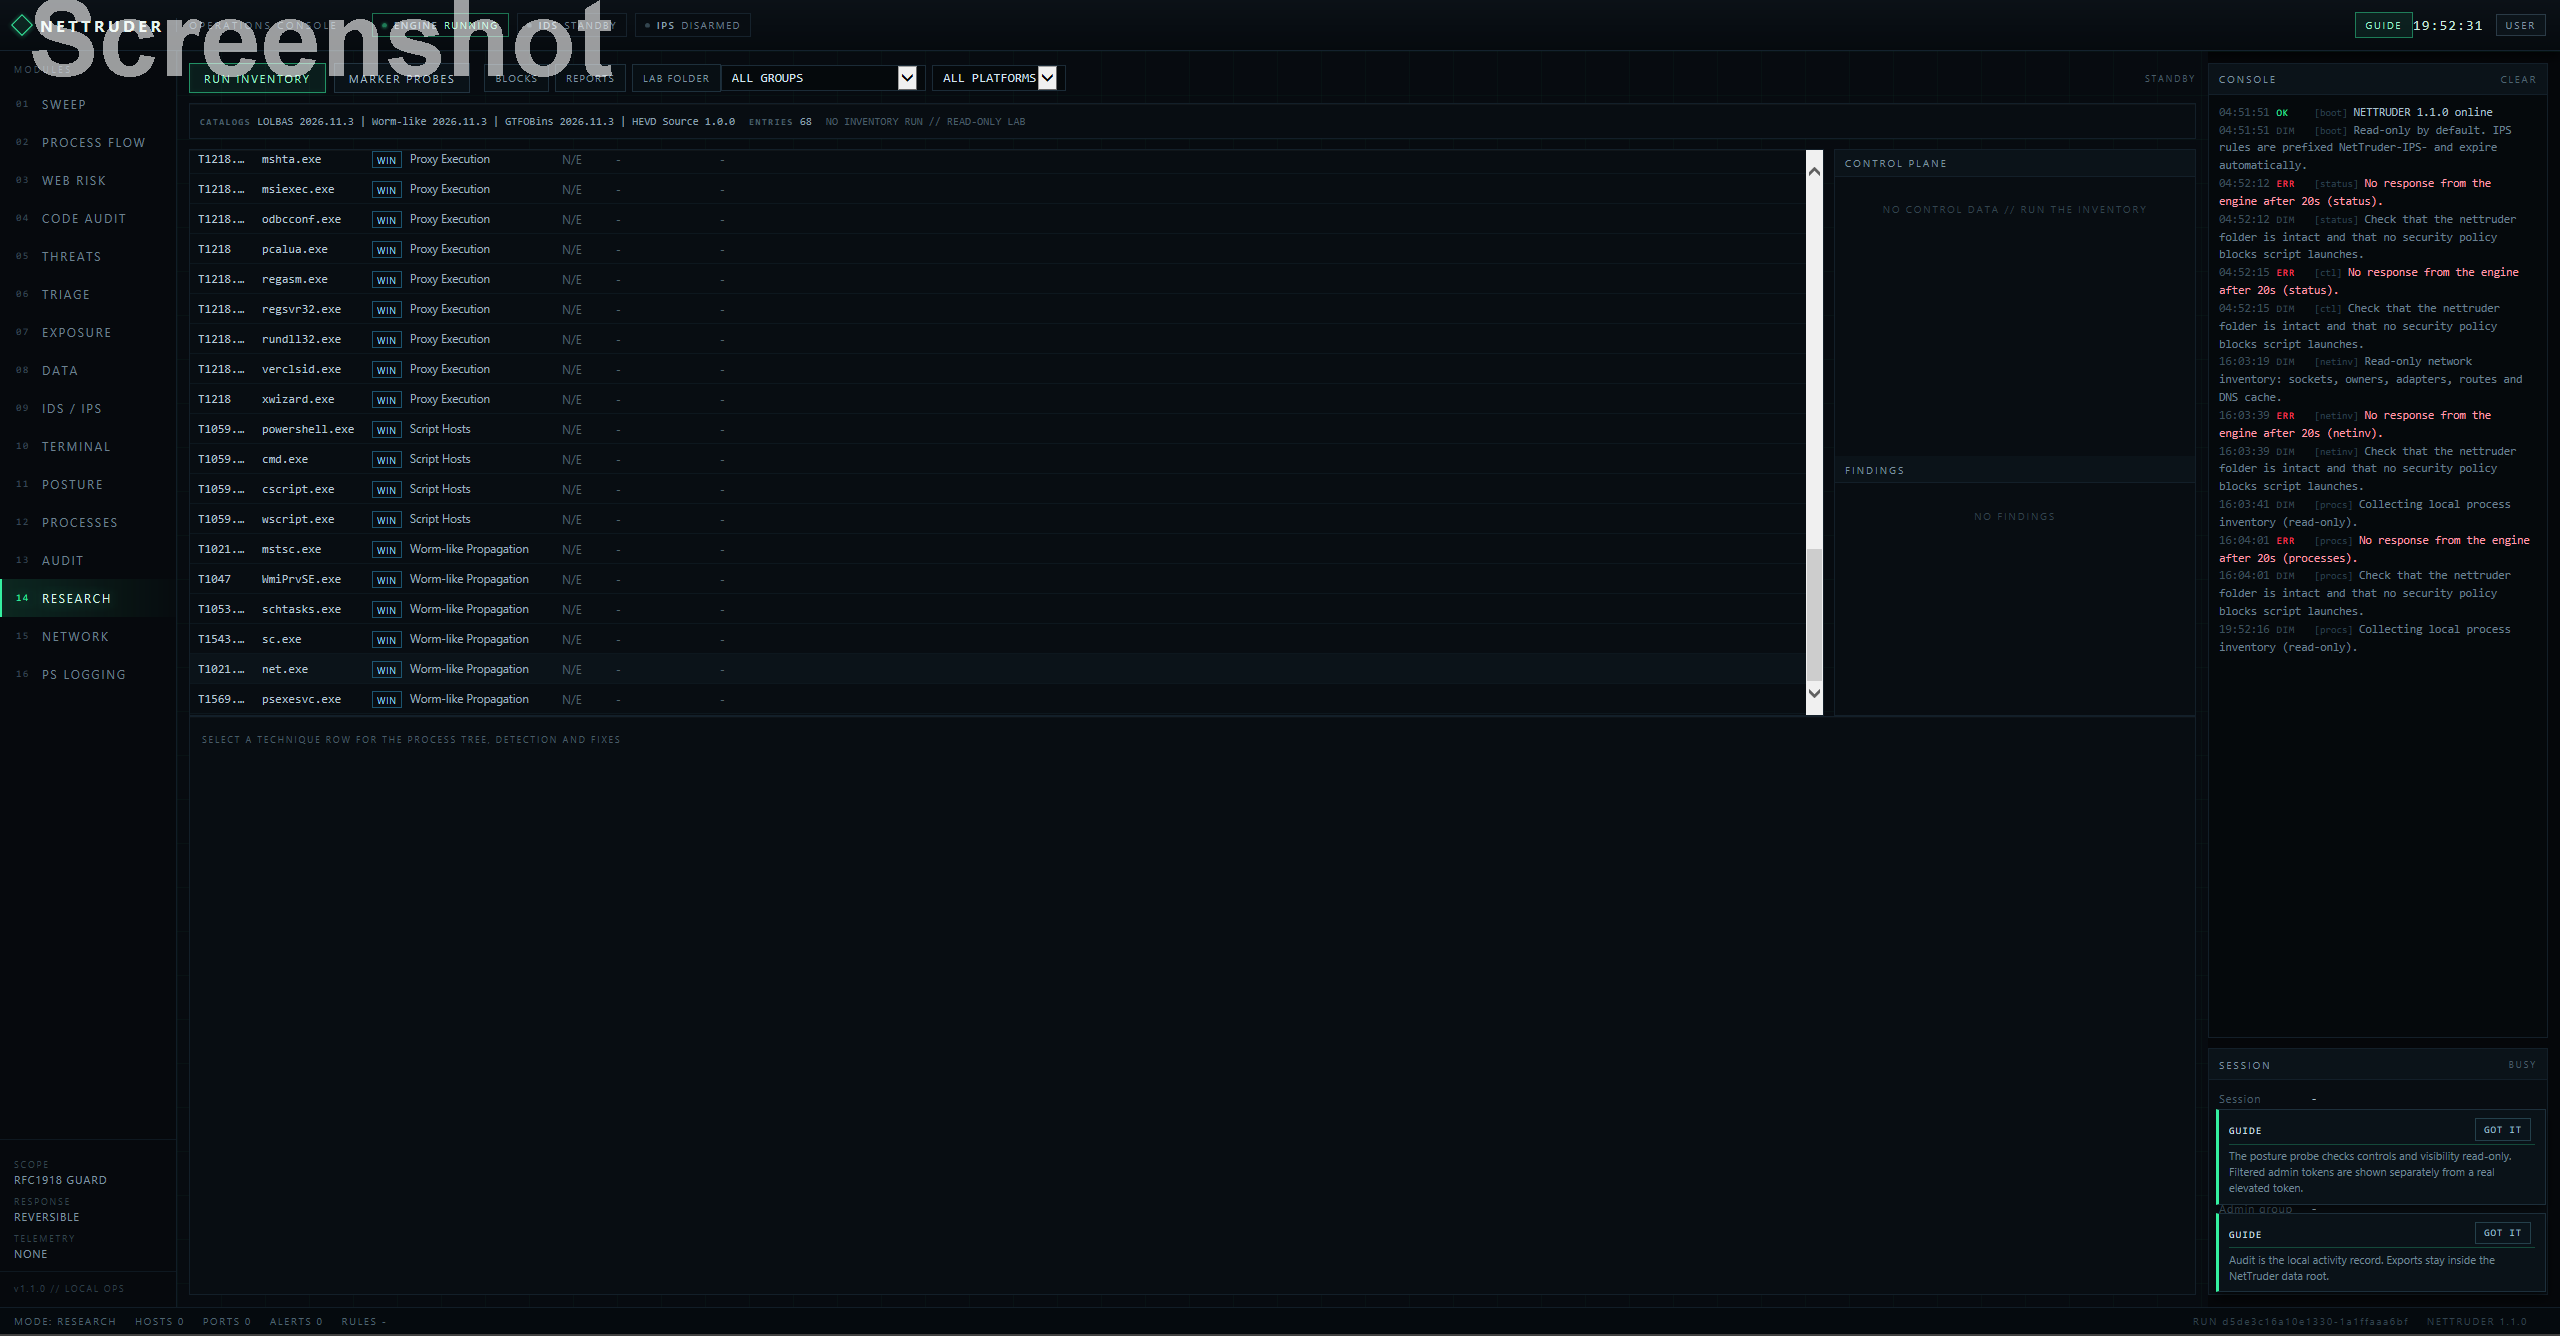 Screenshot
NETTRUDER
OPERATIONS CONSOLE
ENGINE RUNNING
IDS STANDBY
IPS DISARMED
GUIDE
19:52:31
USER
MODULES
01 SWEEP
02 PROCESS FLOW
03 WEB RISK
04 CODE AUDIT
05 THREATS
06 TRIAGE
07 EXPOSURE
08 DATA
09 IDS / IPS
10 TERMINAL
11 POSTURE
12 PROCESSES
13 AUDIT
14 RESEARCH
15 NETWORK
16 PS LOGGING
SCOPE
RFC1918 GUARD
RESPONSE
REVERSIBLE
TELEMETRY
NONE
v1.1.0 // LOCAL OPS
RUN INVENTORY
MARKER PROBES
BLOCKS
REPORTS
LAB FOLDER
ALL GROUPS
ALL PLATFORMS
STANDBY
CATALOGS LOLBAS 2026.11.3 | Worm-like 2026.11.3 | GTFOBins 2026.11.3 | HEVD Source 1.0.0 ENTRIES 68 NO INVENTORY RUN // READ-ONLY LAB
T1218.… mshta.exe WIN Proxy Execution N/E - -
T1218.… msiexec.exe WIN Proxy Execution N/E - -
T1218.… odbcconf.exe WIN Proxy Execution N/E - -
T1218 pcalua.exe WIN Proxy Execution N/E - -
T1218.… regasm.exe WIN Proxy Execution N/E - -
T1218.… regsvr32.exe WIN Proxy Execution N/E - -
T1218.… rundll32.exe WIN Proxy Execution N/E - -
T1218.… verclsid.exe WIN Proxy Execution N/E - -
T1218 xwizard.exe WIN Proxy Execution N/E - -
T1059.… powershell.exe WIN Script Hosts N/E - -
T1059.… cmd.exe WIN Script Hosts N/E - -
T1059.… cscript.exe WIN Script Hosts N/E - -
T1059.… wscript.exe WIN Script Hosts N/E - -
T1021.… mstsc.exe WIN Worm-like Propagation N/E - -
T1047 WmiPrvSE.exe WIN Worm-like Propagation N/E - -
T1053.… schtasks.exe WIN Worm-like Propagation N/E - -
T1543.… sc.exe WIN Worm-like Propagation N/E - -
T1021.… net.exe WIN Worm-like Propagation N/E - -
T1569.… psexesvc.exe WIN Worm-like Propagation N/E - -
CONTROL PLANE
NO CONTROL DATA // RUN THE INVENTORY
FINDINGS
NO FINDINGS
SELECT A TECHNIQUE ROW FOR THE PROCESS TREE, DETECTION AND FIXES
CONSOLE
CLEAR
04:51:51 OK [boot] NETTRUDER 1.1.0 online
04:51:51 DIM [boot] Read-only by default. IPS
rules are prefixed NetTruder-IPS- and expire
automatically.
04:52:12 ERR [status] No response from the
engine after 20s (status).
04:52:12 DIM [status] Check that the nettruder
folder is intact and that no security policy
blocks script launches.
04:52:15 ERR [ctl] No response from the engine
after 20s (status).
04:52:15 DIM [ctl] Check that the nettruder
folder is intact and that no security policy
blocks script launches.
16:03:19 DIM [netinv] Read-only network
inventory: sockets, owners, adapters, routes and
DNS cache.
16:03:39 ERR [netinv] No response from the
engine after 20s (netinv).
16:03:39 DIM [netinv] Check that the nettruder
folder is intact and that no security policy
blocks script launches.
16:03:41 DIM [procs] Collecting local process
inventory (read-only).
16:04:01 ERR [procs] No response from the engine
after 20s (processes).
16:04:01 DIM [procs] Check that the nettruder
folder is intact and that no security policy
blocks script launches.
19:52:16 DIM [procs] Collecting local process
inventory (read-only).
SESSION
BUSY
Session -
GUIDE
GOT IT
The posture probe checks controls and visibility read-only.
Filtered admin tokens are shown separately from a real
elevated token.
Admin group -
GUIDE
GOT IT
Audit is the local activity record. Exports stay inside the
NetTruder data root.
MODE: RESEARCH HOSTS 0 PORTS 0 ALERTS 0 RULES -
RUN d5de3c16a10e1330-1a1ffaaa6bf NETTRUDER 1.1.0